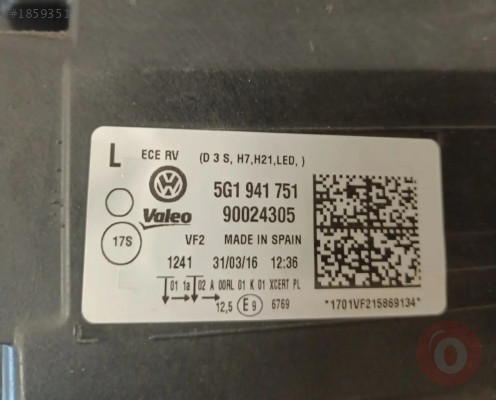 #1859351
L ECE RV (D 3 S, H7,H21,LED, )
5G1 941 751
Valeo 90024305
17S VF2 MADE IN SPAIN
1241 31/03/16 12:36
01 1a 02 A 00RL 01 K 01 XCERT PL
12,5 E9 6769
*1701VF215869134*